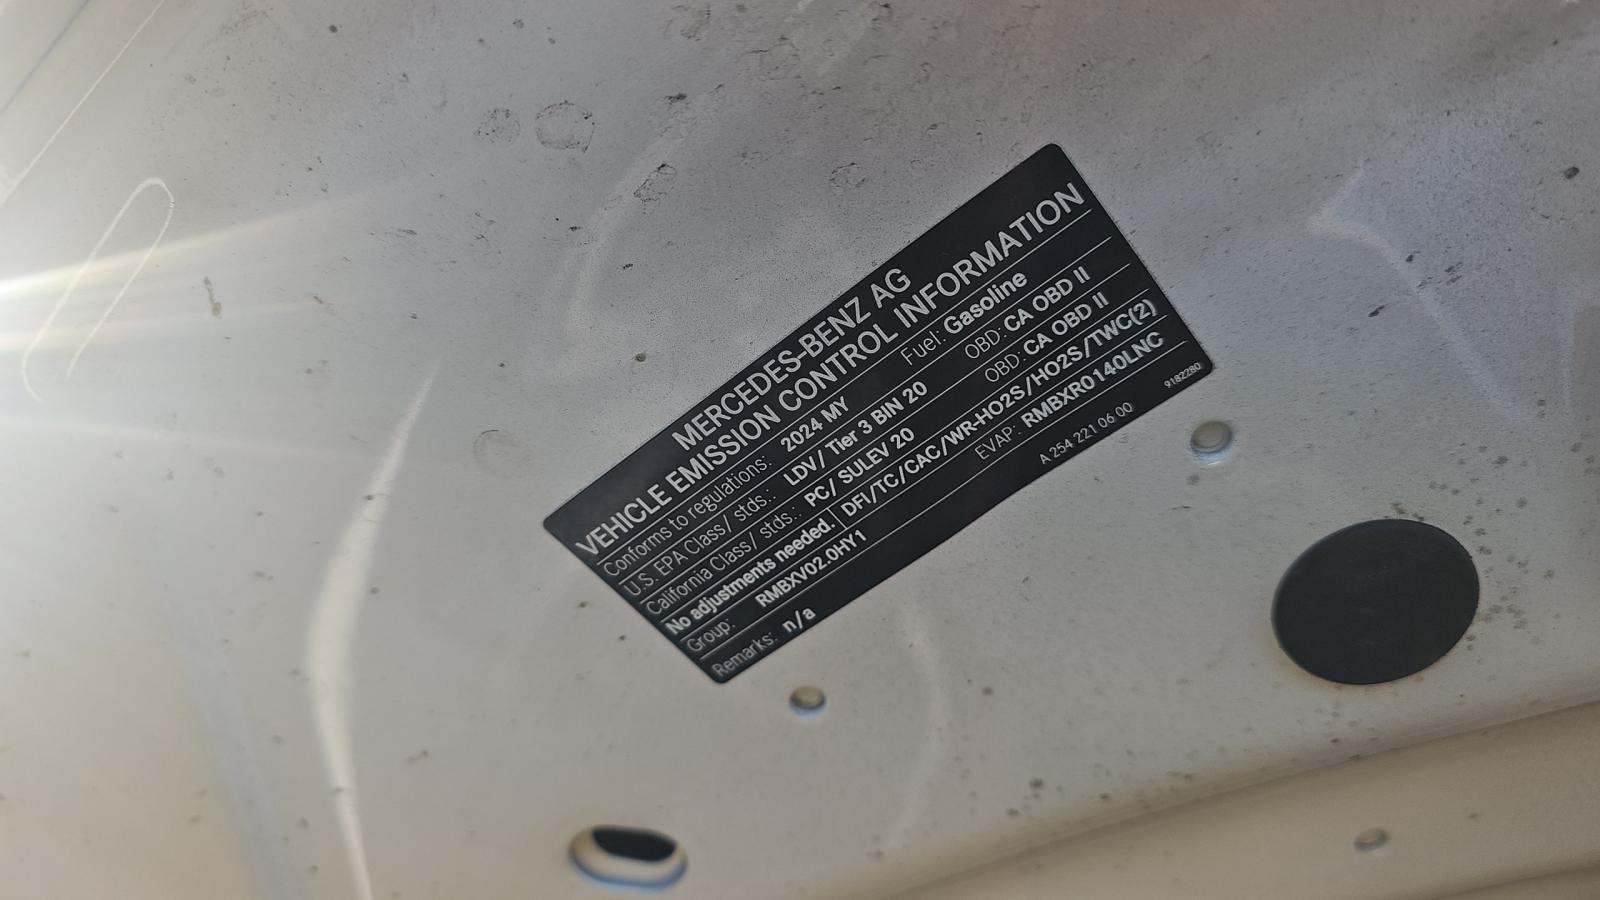 MERCEDES-BENZ AG
VEHICLE EMISSION CONTROL INFORMATION
Conforms to regulations: 2024 MY Fuel: Gasoline
U.S. EPA Class/ stds.: LDV/ Tier 3 BIN 20 OBD: CA OBD II
California Class/ stds.: PC/ SULEV 20 OBD: CA OBD II
No adjustments needed. DFI/TC/CAC/WR-HO2S/HO2S/TWC(2)
Group: RMBXV02.0HY1 EVAP: RMBXR0140LNC
Remarks: n/a A 254 221 06 00 9182280